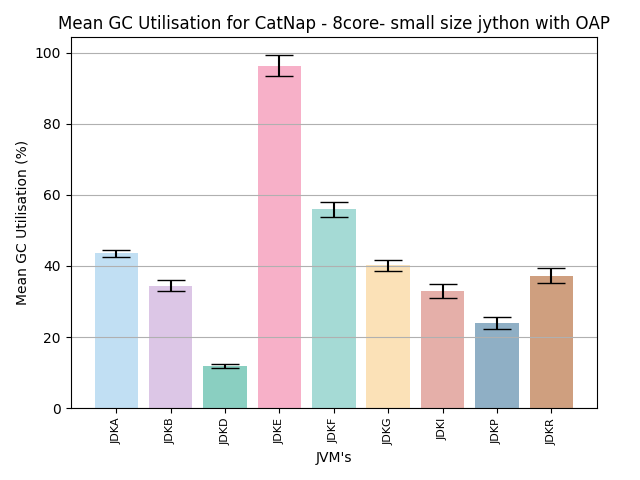 Mean GC Utilisation for CatNap - 8core- small size jython with OAP
Mean GC Utilisation (%)
100
80
60
40
20
0
JDKA
JDKB
JDKD
JDKE
JDKF
JDKG
JDKI
JDKP
JDKR
JVM's